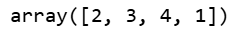 array([2, 3, 4, 1])